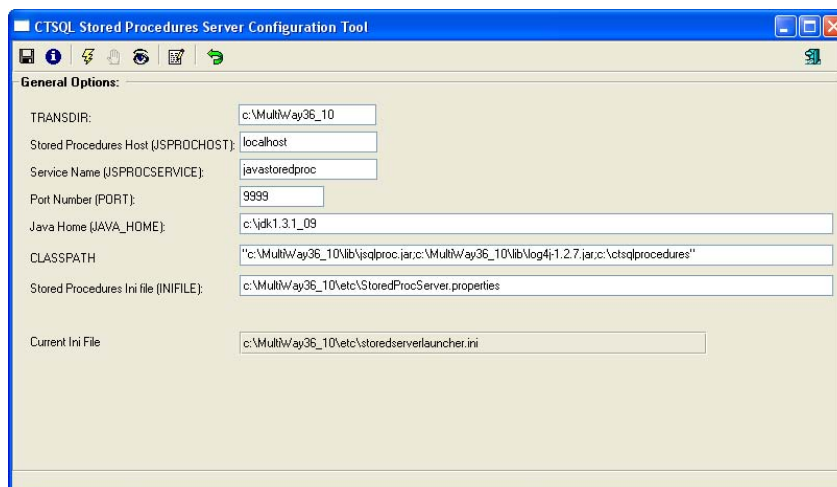 CTSQL Stored Procedures Server Configuration Tool
General Options:
TRANSDIR: c:\MultiWay36_10
Stored Procedures Host (JSPROCHOST): localhost
Service Name (JSPROCSERVICE): javastoredproc
Port Number (PORT): 9999
Java Home (JAVA_HOME): c:\jdk1.3.1_09
CLASSPATH "c:\MultiWay36_10\lib\jsqlproc.jar;c:\MultiWay36_10\lib\log4j-1.2.7.jar;c:\ctsqlprocedures"
Stored Procedures Ini file (INIFILE): c:\MultiWay36_10\etc\StoredProcServer.properties
Current Ini File c:\MultiWay36_10\etc\storedserverlauncher.ini